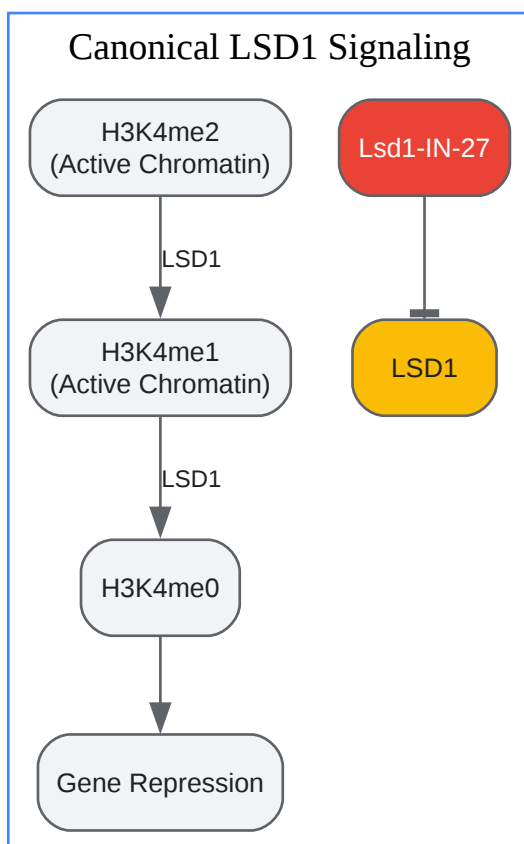 Canonical LSD1 Signaling
H3K4me2
(Active Chromatin)
Lsd1-IN-27
LSD1
H3K4me1
(Active Chromatin)
LSD1
LSD1
H3K4me0
Gene Repression